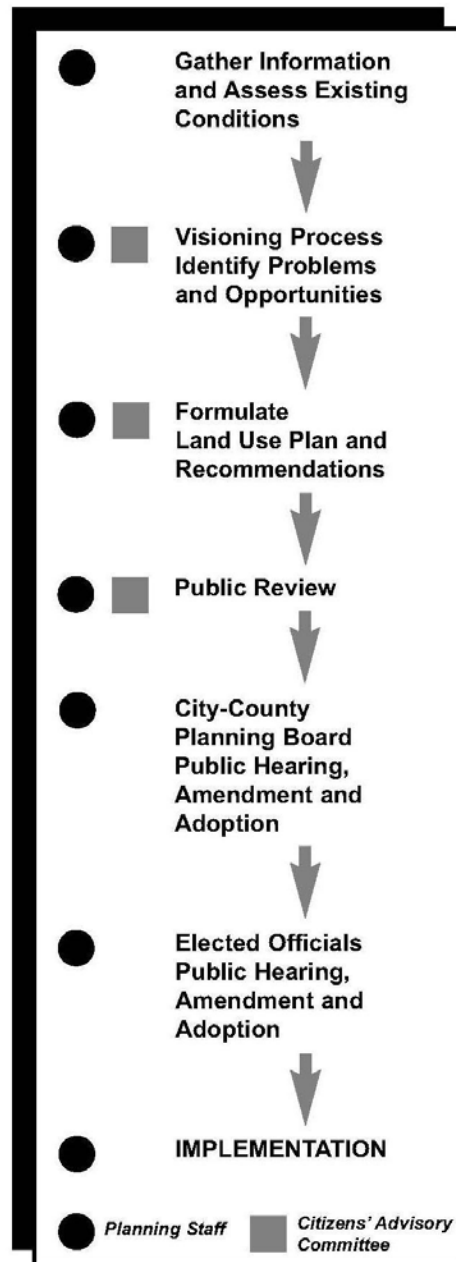 Gather Information
and Assess Existing
Conditions
Visioning Process
Identify Problems
and Opportunities
Formulate
Land Use Plan and
Recommendations
Public Review
City-County
Planning Board
Public Hearing,
Amendment and
Adoption
Elected Officials
Public Hearing,
Amendment and
Adoption
IMPLEMENTATION
Planning Staff
Citizens' Advisory
Committee